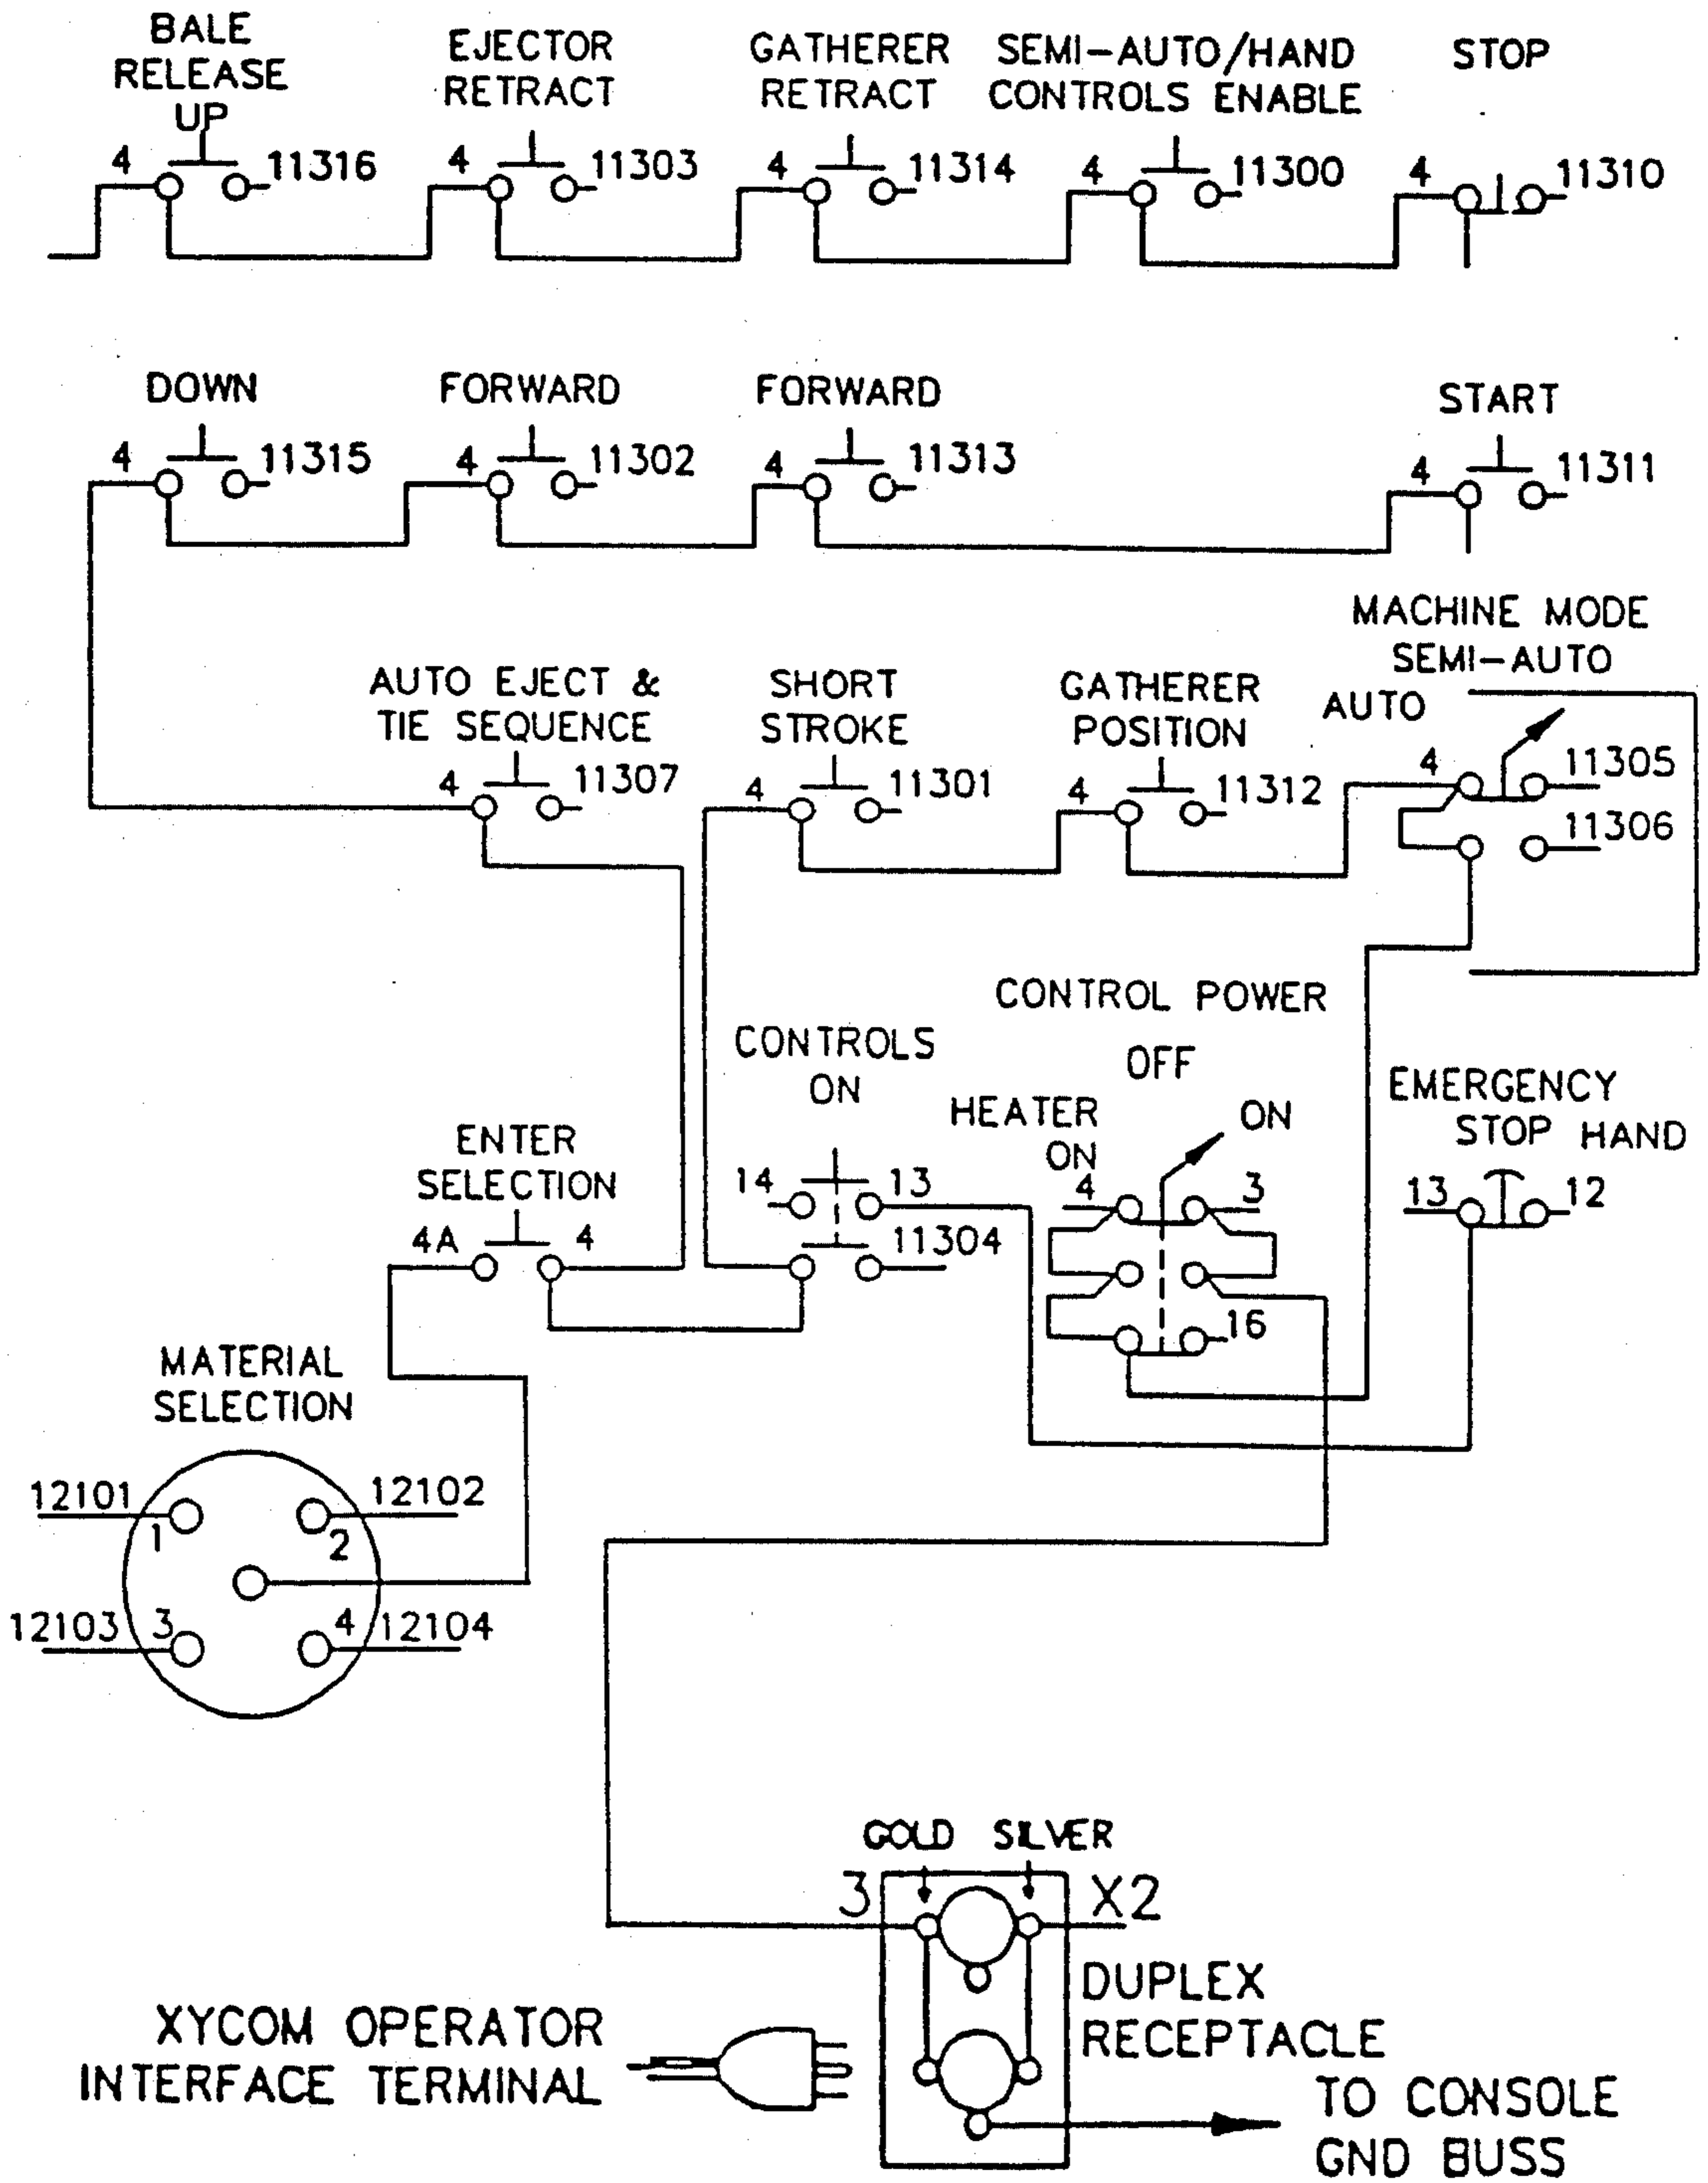 BALE
RELEASE
UP
EJECTOR
RETRACT
GATHERER
RETRACT
SEMI-AUTO/HAND
CONTROLS ENABLE
STOP
4 11316
4 11303
4 11314
4 11300
4 11310
DOWN
FORWARD
FORWARD
START
4 11315
4 11302
4 11313
4 11311
MACHINE MODE
SEMI-AUTO
AUTO
AUTO EJECT &
TIE SEQUENCE
SHORT
STROKE
GATHERER
POSITION
4 11307
4 11301
4 11312
4 11305
11306
CONTROL POWER
OFF
HEATER
ON
ON
CONTROLS
ON
EMERGENCY
STOP HAND
ENTER
SELECTION
14 13
11304
4 3
16
13 12
4A 4
MATERIAL
SELECTION
12101 1
2 12102
12103 3
4 12104
GOLD SILVER
3 X2
DUPLEX
RECEPTACLE
XYCOM OPERATOR
INTERFACE TERMINAL
TO CONSOLE
GND BUSS